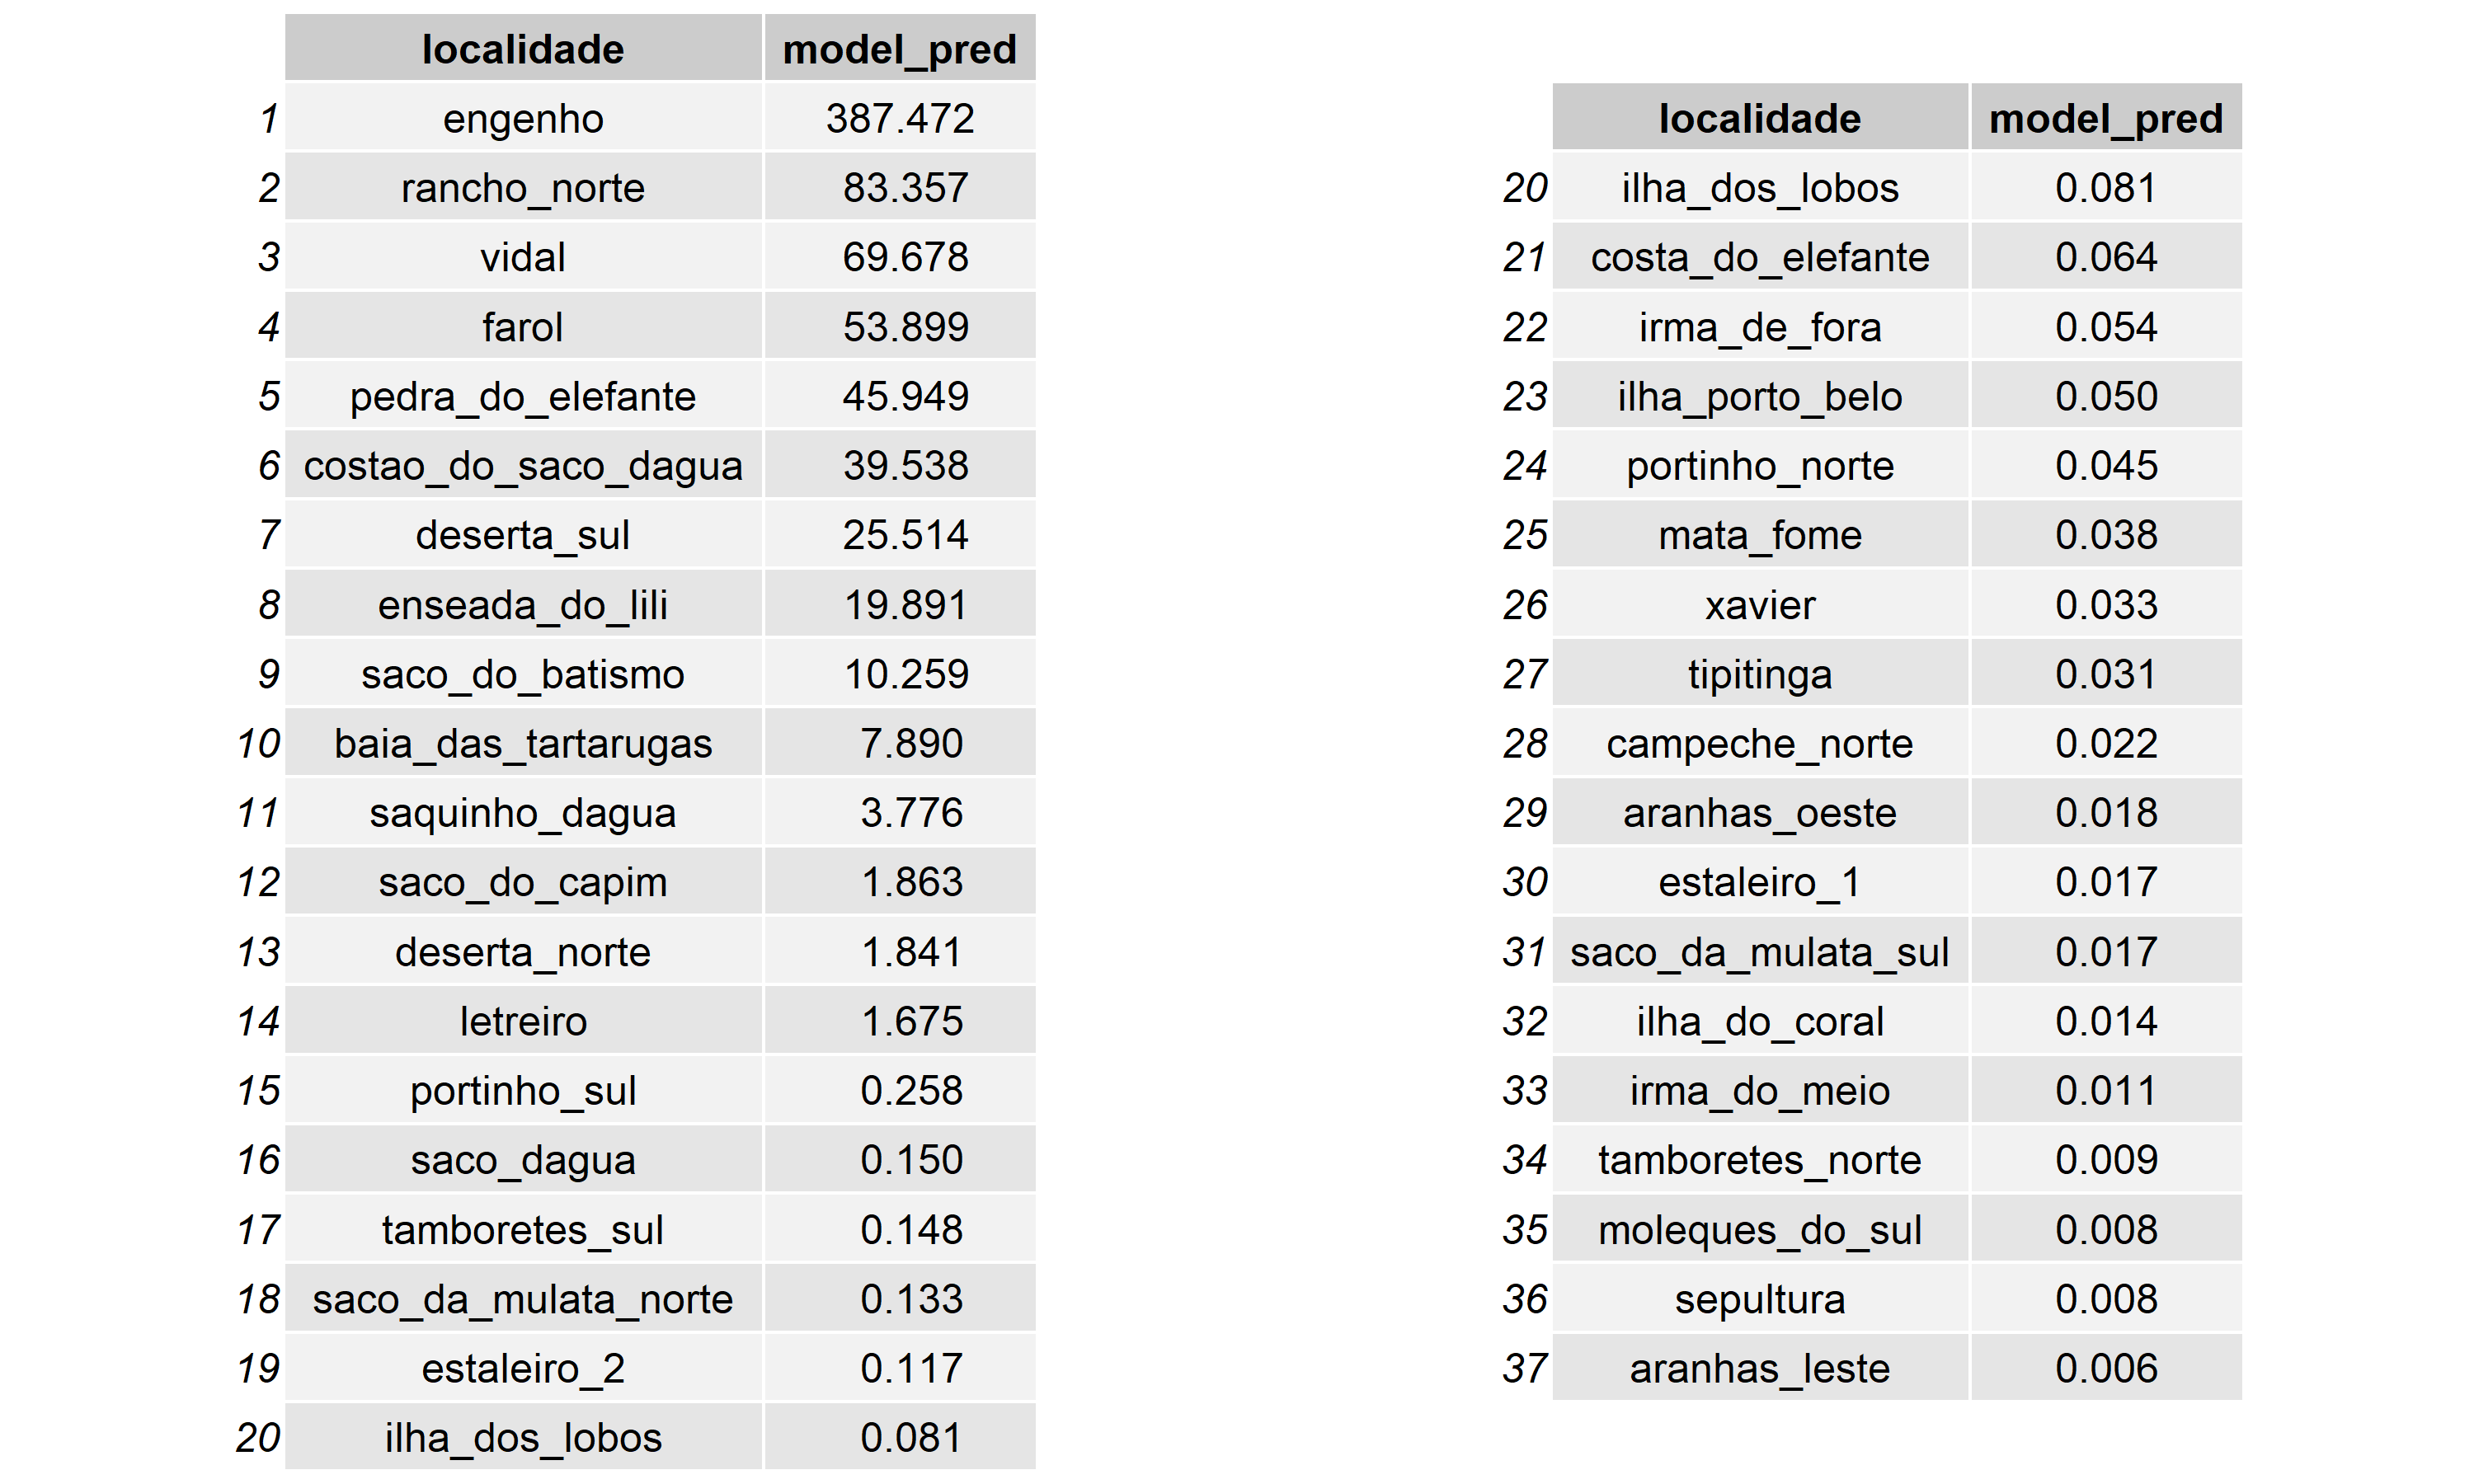 localidade model_pred
1 engenho 387.472
2 rancho_norte 83.357
3 vidal 69.678
4 farol 53.899
5 pedra_do_elefante 45.949
6 costao_do_saco_dagua 39.538
7 deserta_sul 25.514
8 enseada_do_lili 19.891
9 saco_do_batismo 10.259
10 baia_das_tartarugas 7.890
11 saquinho_dagua 3.776
12 saco_do_capim 1.863
13 deserta_norte 1.841
14 letreiro 1.675
15 portinho_sul 0.258
16 saco_dagua 0.150
17 tamboretes_sul 0.148
18 saco_da_mulata_norte 0.133
19 estaleiro_2 0.117
20 ilha_dos_lobos 0.081
localidade model_pred
20 ilha_dos_lobos 0.081
21 costa_do_elefante 0.064
22 irma_de_fora 0.054
23 ilha_porto_belo 0.050
24 portinho_norte 0.045
25 mata_fome 0.038
26 xavier 0.033
27 tipitinga 0.031
28 campeche_norte 0.022
29 aranhas_oeste 0.018
30 estaleiro_1 0.017
31 saco_da_mulata_sul 0.017
32 ilha_do_coral 0.014
33 irma_do_meio 0.011
34 tamboretes_norte 0.009
35 moleques_do_sul 0.008
36 sepultura 0.008
37 aranhas_leste 0.006